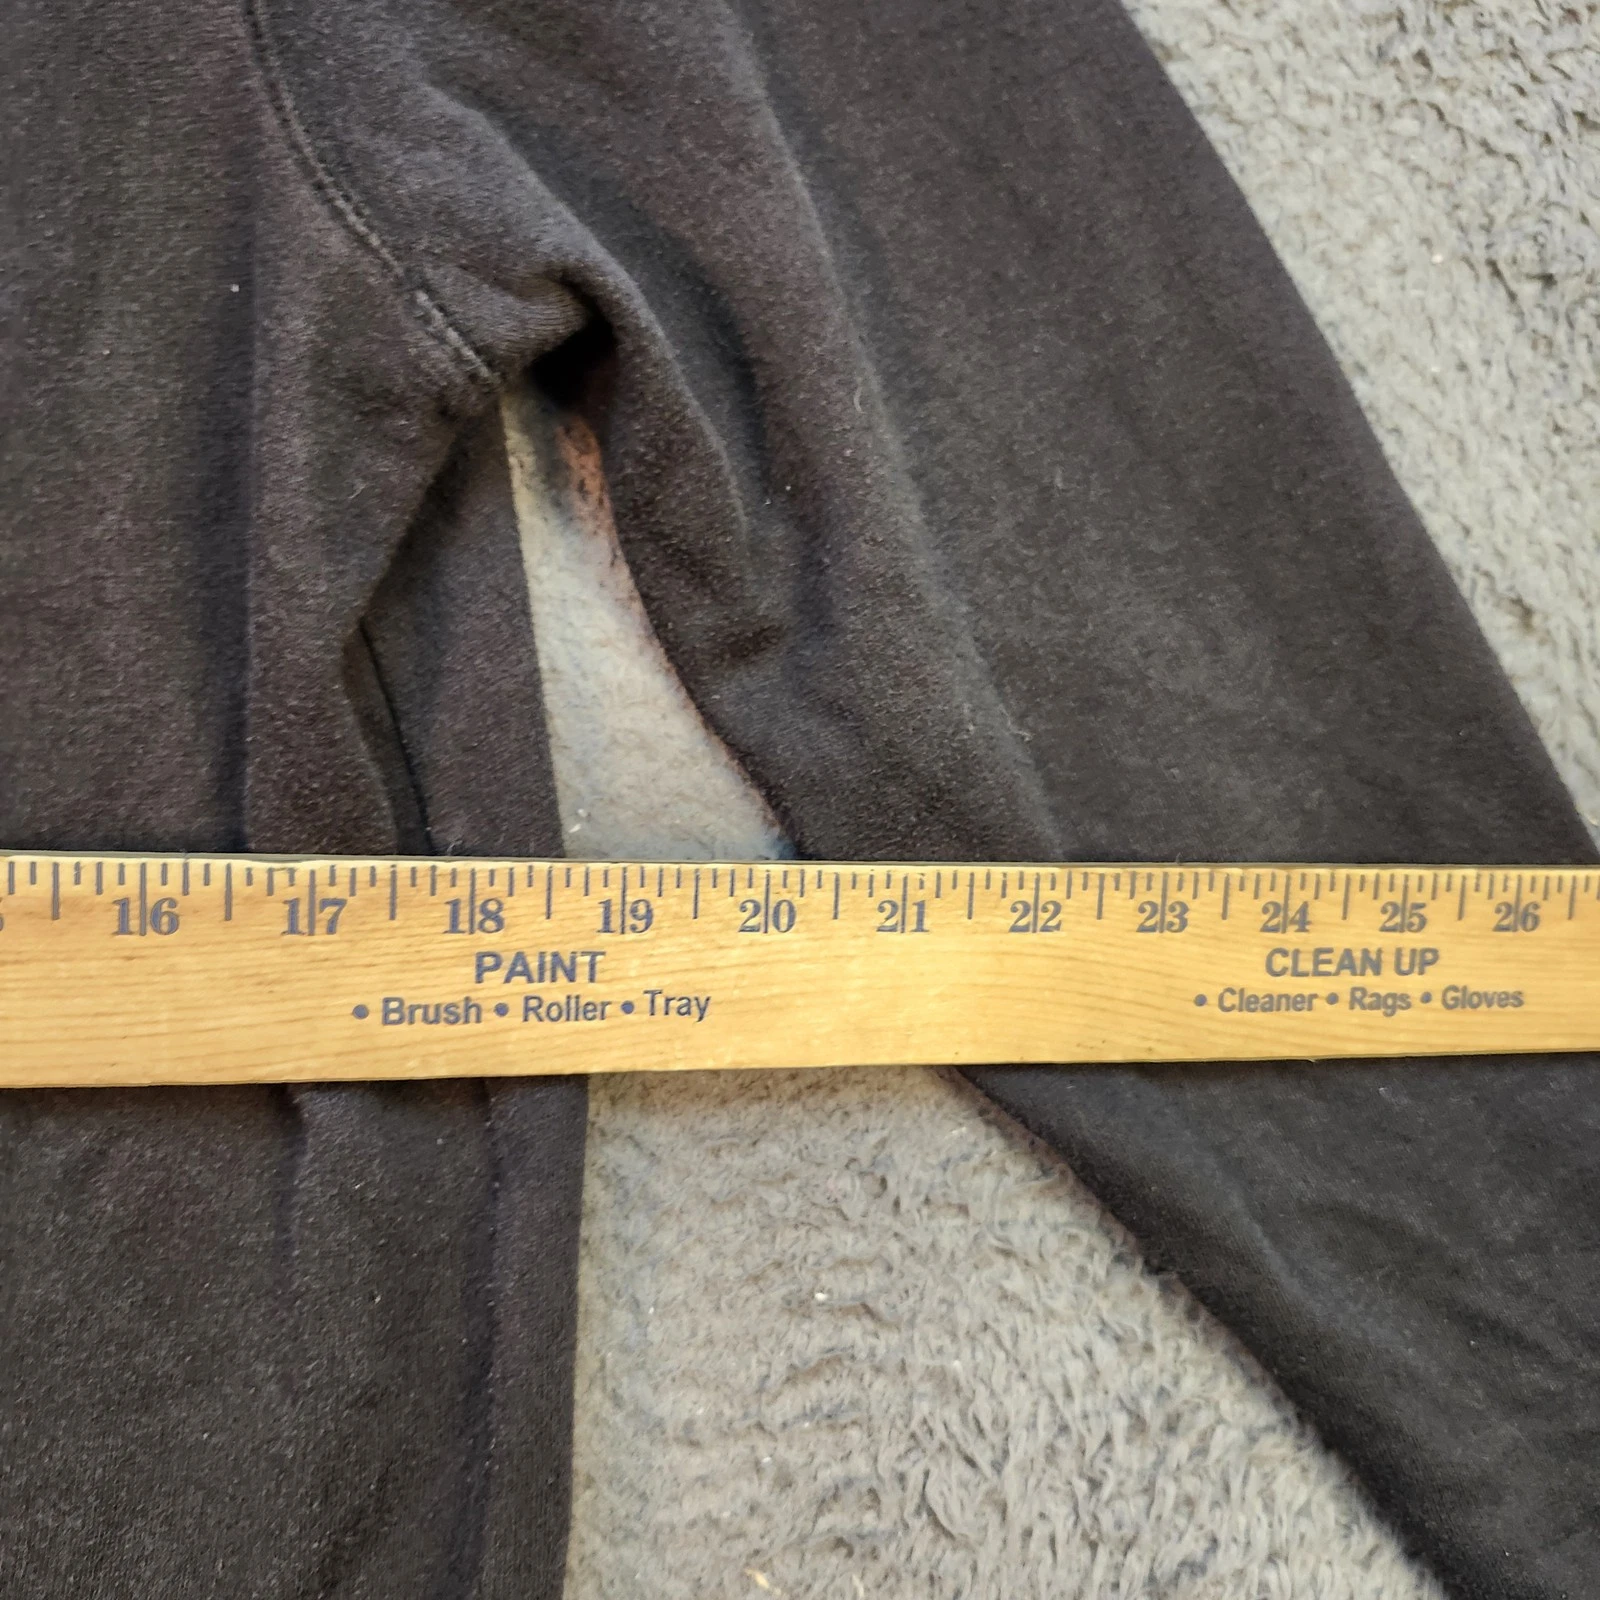 16 17 18 19 20 21 22 23 24 25 26
PAINT
• Brush • Roller • Tray
CLEAN UP
• Cleaner • Rags • Gloves